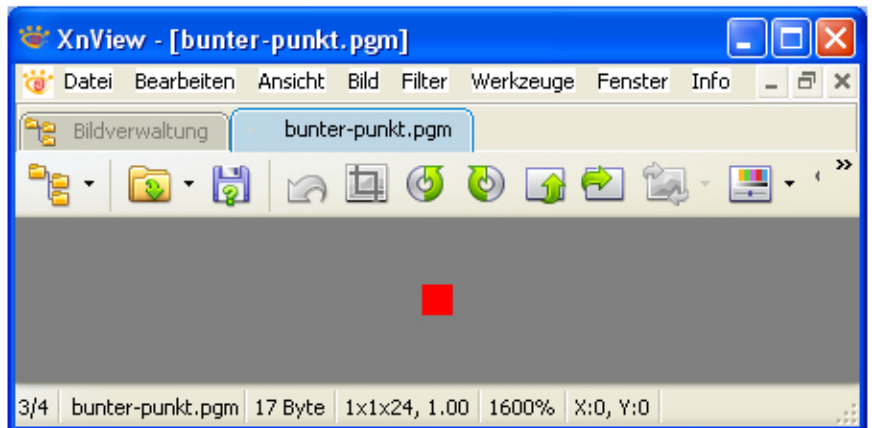 XnView - [bunter-punkt.pgm]
Datei Bearbeiten Ansicht Bild Filter Werkzeuge Fenster Info
Bildverwaltung bunter-punkt.pgm
3/4 bunter-punkt.pgm 17 Byte 1x1x24, 1.00 1600% X:0, Y:0